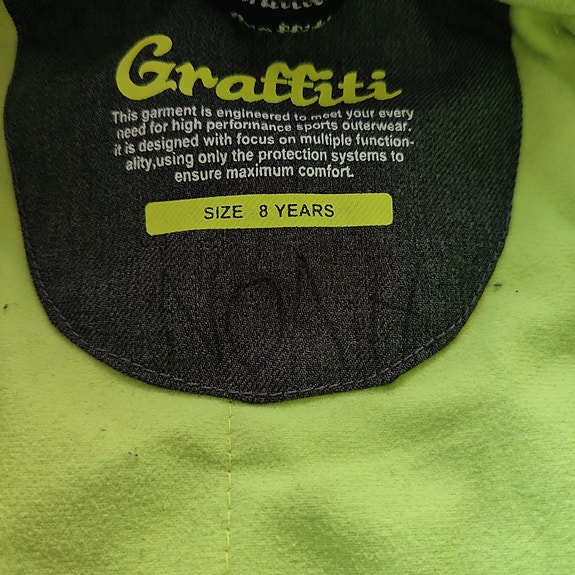 Graffiti
This garment is engineered to meet your every
need for high performance sports outerwear.
it is designed with focus on multiple function-
ality,using only the protection systems to
ensure maximum comfort.
SIZE 8 YEARS
NOAH